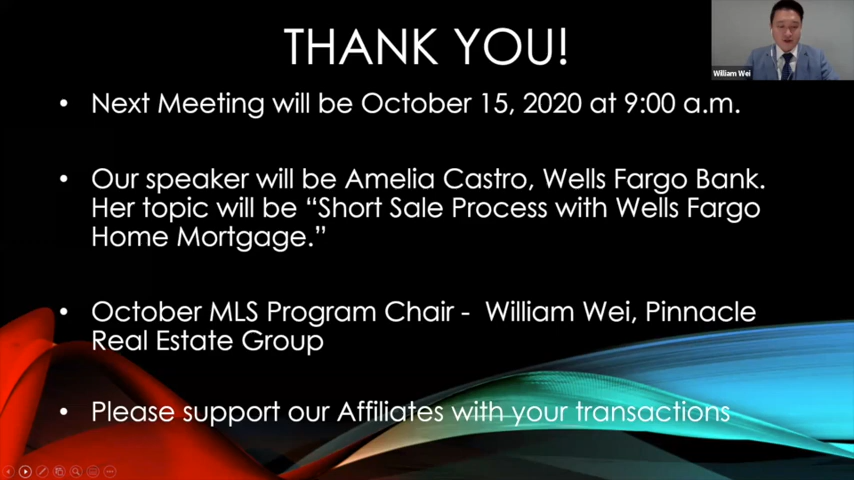 THANK YOU!
William Wei
• Next Meeting will be October 15, 2020 at 9:00 a.m.
• Our speaker will be Amelia Castro, Wells Fargo Bank.
Her topic will be “Short Sale Process with Wells Fargo
Home Mortgage.”
• October MLS Program Chair - William Wei, Pinnacle
Real Estate Group
• Please support our Affiliates with your transactions